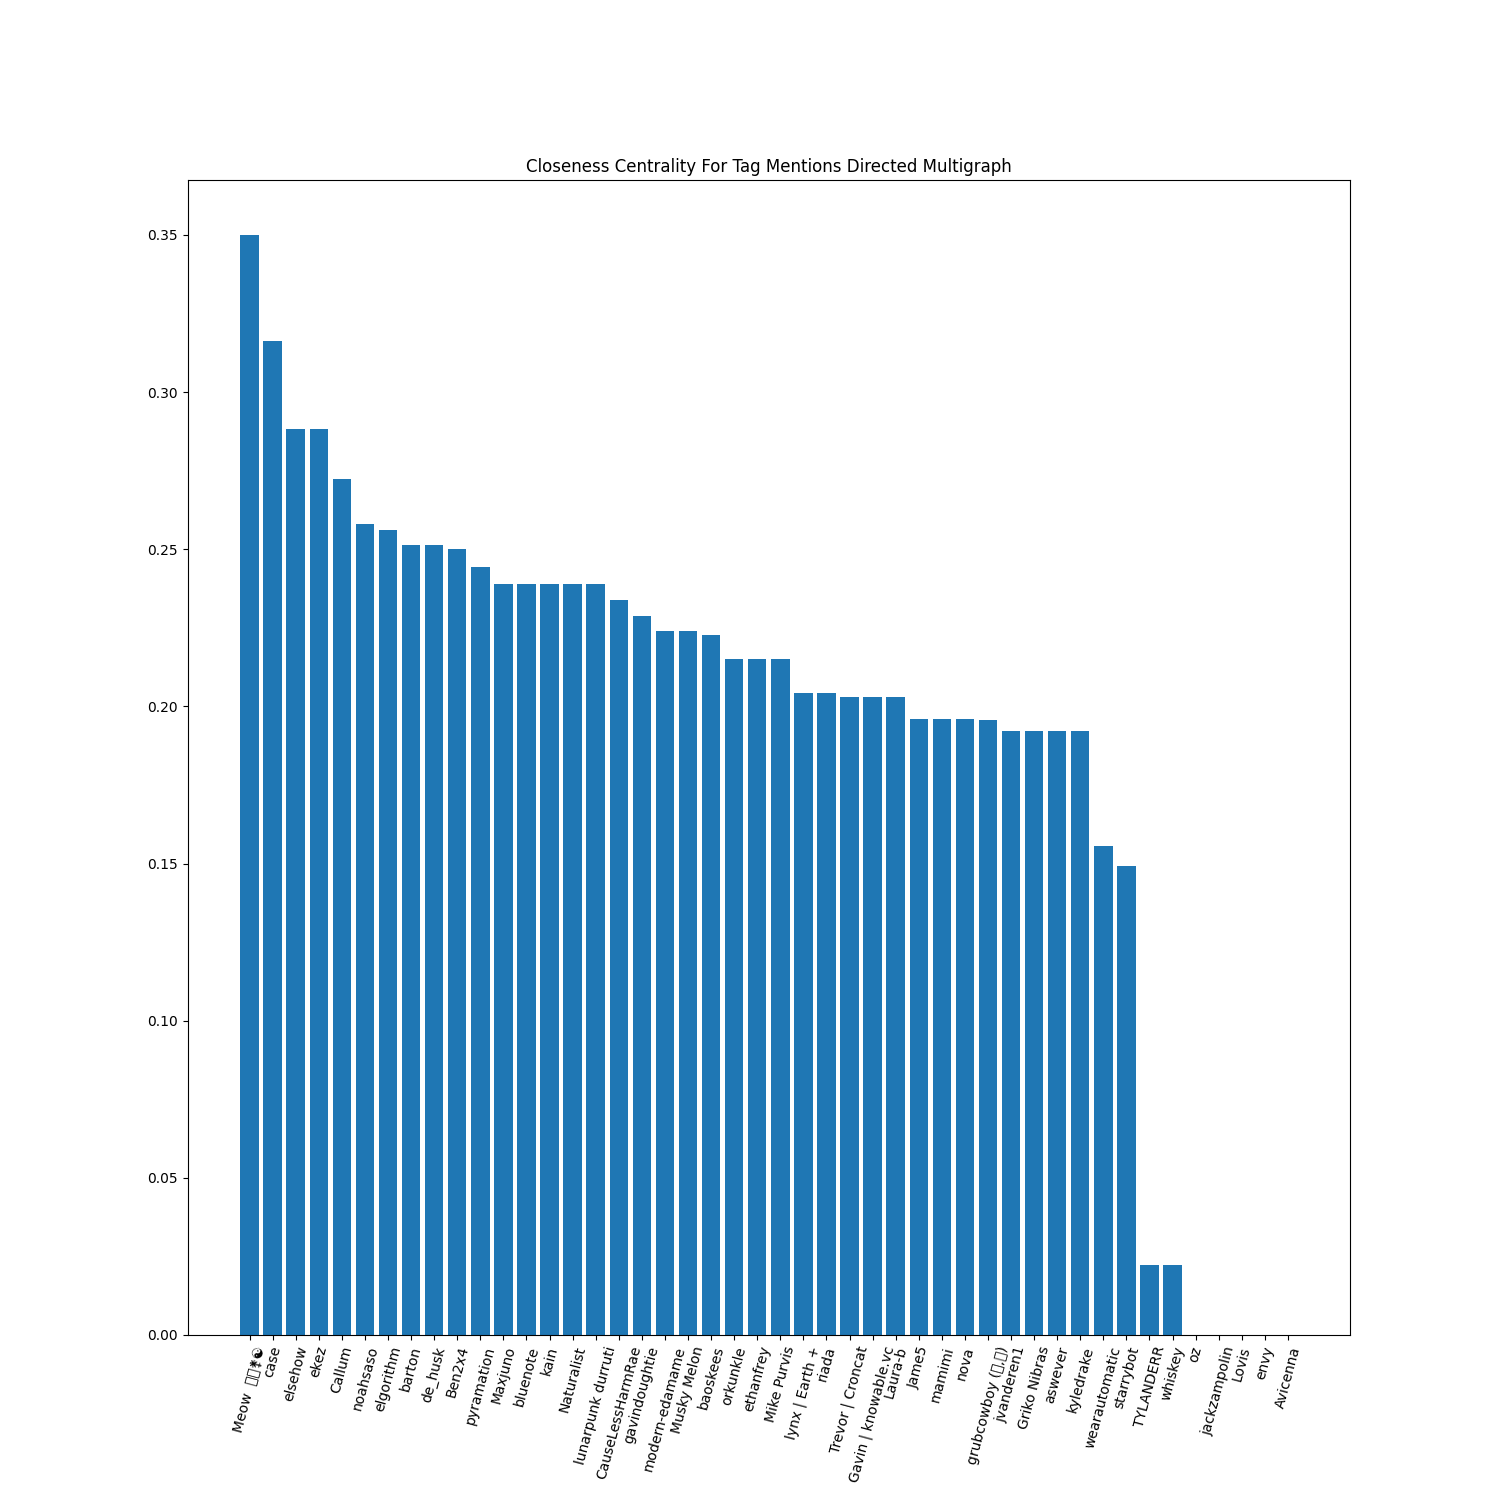 Closeness Centrality For Tag Mentions Directed Multigraph
0.35
0.30
0.25
0.20
0.15
0.10
0.05
0.00
Meow
case
elsehow
ekez
Callum
noahsaso
elgorithm
barton
de_husk
Ben2x4
pyramation
Maxjuno
bluenote
kain
Naturalist
lunarpunk durruti
CauseLessHarmRae
gavindoughtie
modern-edamame
Musky Melon
baoskees
orkunkle
ethanfrey
Mike Purvis
lynx | Earth +
riada
Trevor | Croncat
Gavin | knowable.vc
Laura-b
Jame5
mamimi
nova
grubcowboy
jvanderen1
Griko Nibras
aswever
kyledrake
wearautomatic
starrybot
TYLANDERR
whiskey
oz
jackzampolin
Lovis
envy
Avicenna